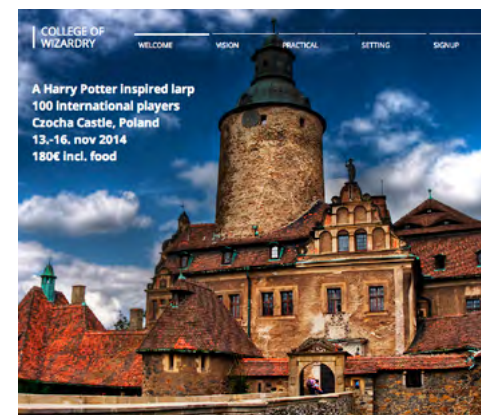 COLLEGE OF
WIZARDRY
WELCOME
VISION
PRACTICAL
SETTING
SIGNUP
A Harry Potter inspired larp
100 international players
Czocha Castle, Poland
13.-16. nov 2014
180€ incl. food